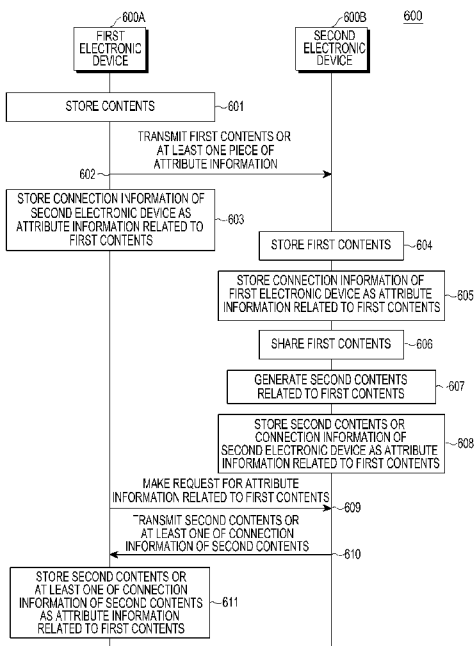 600A
600B
600
FIRST
ELECTRONIC
DEVICE
SECOND
ELECTRONIC
DEVICE
STORE CONTENTS
601
TRANSMIT FIRST CONTENTS OR
AT LEAST ONE PIECE OF
ATTRIBUTE INFORMATION
602
STORE CONNECTION INFORMATION OF
SECOND ELECTRONIC DEVICE AS
ATTRIBUTE INFORMATION RELATED TO
FIRST CONTENTS
603
STORE FIRST CONTENTS
604
STORE CONNECTION INFORMATION OF
FIRST ELECTRONIC DEVICE AS ATTRIBUTE
INFORMATION RELATED TO FIRST CONTENTS
605
SHARE FIRST CONTENTS
606
GENERATE SECOND CONTENTS
RELATED TO FIRST CONTENTS
607
STORE SECOND CONTENTS OR
CONNECTION INFORMATION OF
SECOND ELECTRONIC DEVICE AS ATTRIBUTE
INFORMATION RELATED TO FIRST CONTENTS
608
MAKE REQUEST FOR ATTRIBUTE
INFORMATION RELATED TO FIRST CONTENTS
609
TRANSMIT SECOND CONTENTS OR
AT LEAST ONE OF CONNECTION
INFORMATION OF SECOND CONTENTS
610
STORE SECOND CONTENTS OR
AT LEAST ONE OF CONNECTION
INFORMATION OF SECOND CONTENTS
AS ATTRIBUTE INFORMATION
RELATED TO FIRST CONTENTS
611